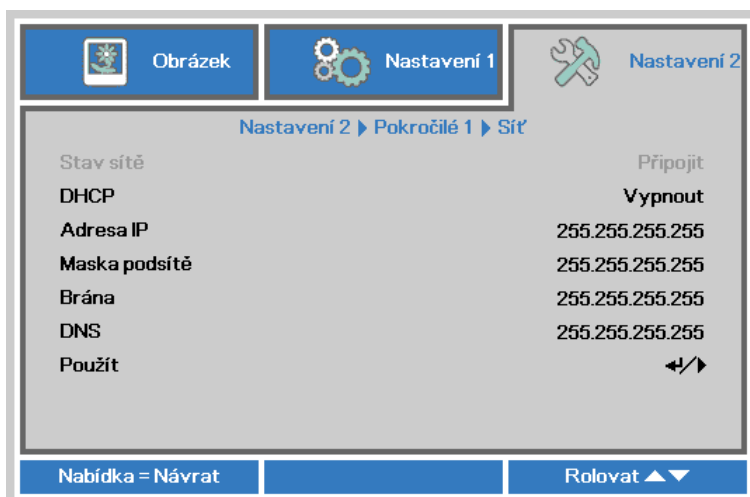 Obrázek
Nastavení 1
Nastavení 2
Nastavení 2 ▶ Pokročilé 1 ▶ Síť
Stav sítě Připojit
DHCP Vypnout
Adresa IP 255.255.255.255
Maska podsítě 255.255.255.255
Brána 255.255.255.255
DNS 255.255.255.255
Použít ↵/▶
Nabídka = Návrat
Rolovat ▲▼